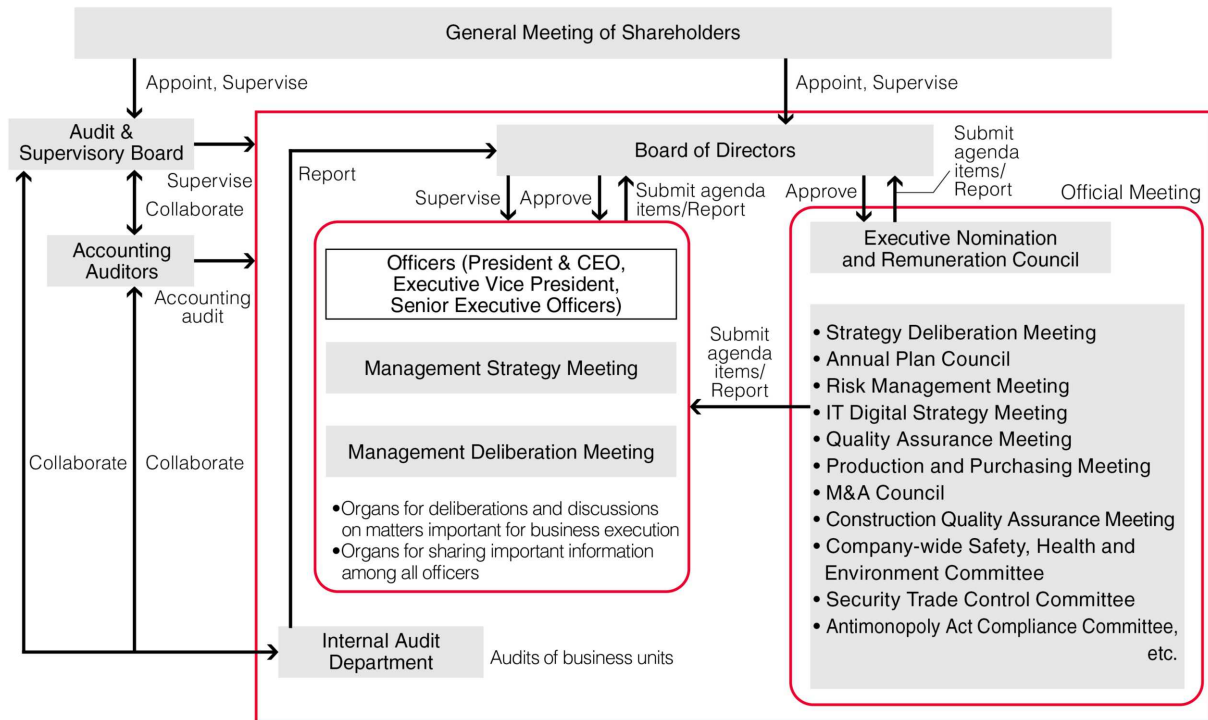 General Meeting of Shareholders
Appoint, Supervise
Appoint, Supervise
Audit &
Supervisory Board
Supervise
Collaborate
Accounting
Auditors
Accounting
audit
Collaborate
Collaborate
Board of Directors
Report
Supervise
Approve
Submit agenda
items/Report
Approve
Submit
agenda
items/
Report
Official Meeting
Officers (President & CEO,
Executive Vice President,
Senior Executive Officers)
Management Strategy Meeting
Management Deliberation Meeting
•Organs for deliberations and discussions
on matters important for business execution
•Organs for sharing important information
among all officers
Submit
agenda
items/
Report
Executive Nomination
and Remuneration Council
• Strategy Deliberation Meeting
• Annual Plan Council
• Risk Management Meeting
• IT Digital Strategy Meeting
• Quality Assurance Meeting
• Production and Purchasing Meeting
• M&A Council
• Construction Quality Assurance Meeting
• Company-wide Safety, Health and
Environment Committee
• Security Trade Control Committee
• Antimonopoly Act Compliance Committee,
etc.
Internal Audit
Department
Audits of business units